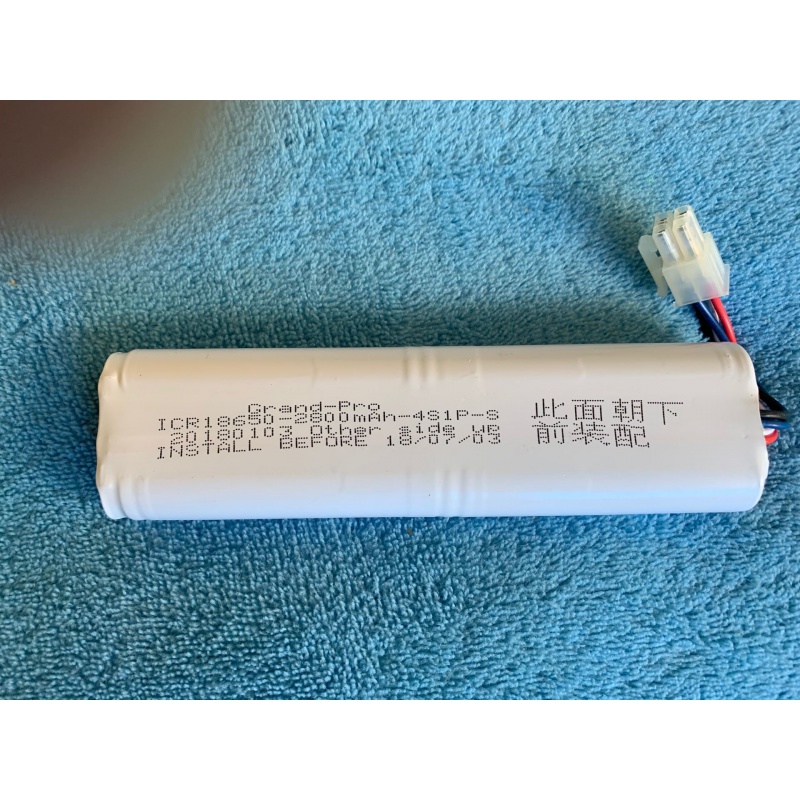 Grand-Pro
ICR18650-2800mAh-4S1P-S
20180103 Other side up
INSTALL BEFORE 18/07/03
此面朝下
前装配